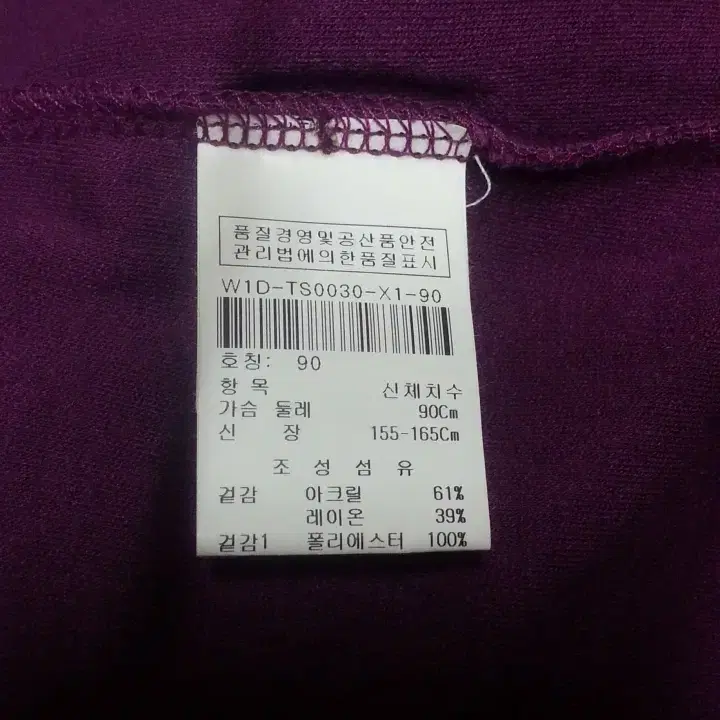 품질경영및공산품안전
관리법에의한품질표시
W1D-TS0030-X1-90
호칭: 90
항 목 신체치수
가슴 둘레 90Cm
신 장 155-165Cm
조 성 섬 유
겉감 아크릴 61%
레이온 39%
겉감1 폴리에스터 100%